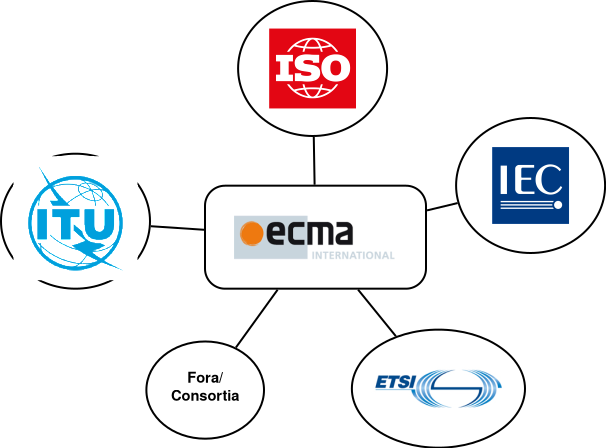 ISO
IEC
ITU
ecma
INTERNATIONAL
Fora/
Consortia
ETSI